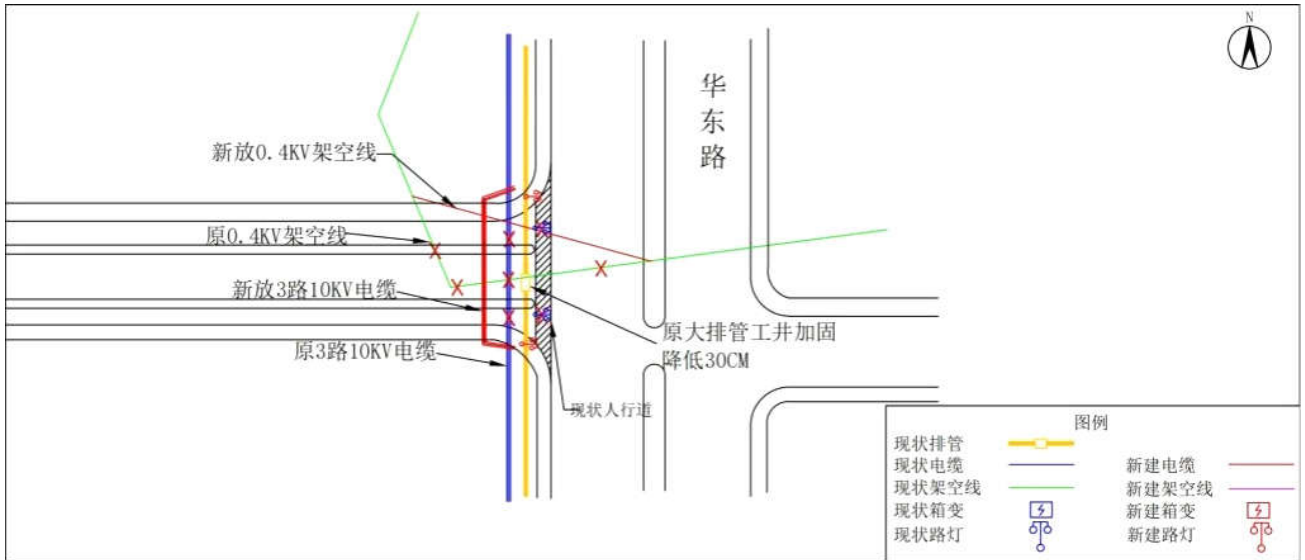 N
华东路
新放0.4KV架空线
原0.4KV架空线
新放3路10KV电缆
原3路10KV电缆
原大排管工井加固
降低30CM
现状人行道
图例
现状排管
现状电缆
新建电缆
现状架空线
新建架空线
现状箱变
新建箱变
现状路灯
新建路灯